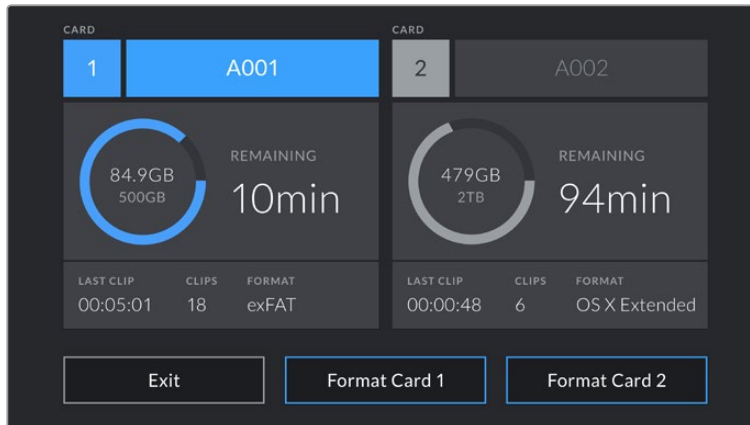 CARD
1
A001
84.9GB
500GB
REMAINING
10min
LAST CLIP
CLIPS
FORMAT
00:05:01
18
exFAT
CARD
2
A002
479GB
2TB
REMAINING
94min
LAST CLIP
CLIPS
FORMAT
00:00:48
6
OS X Extended
Exit
Format Card 1
Format Card 2